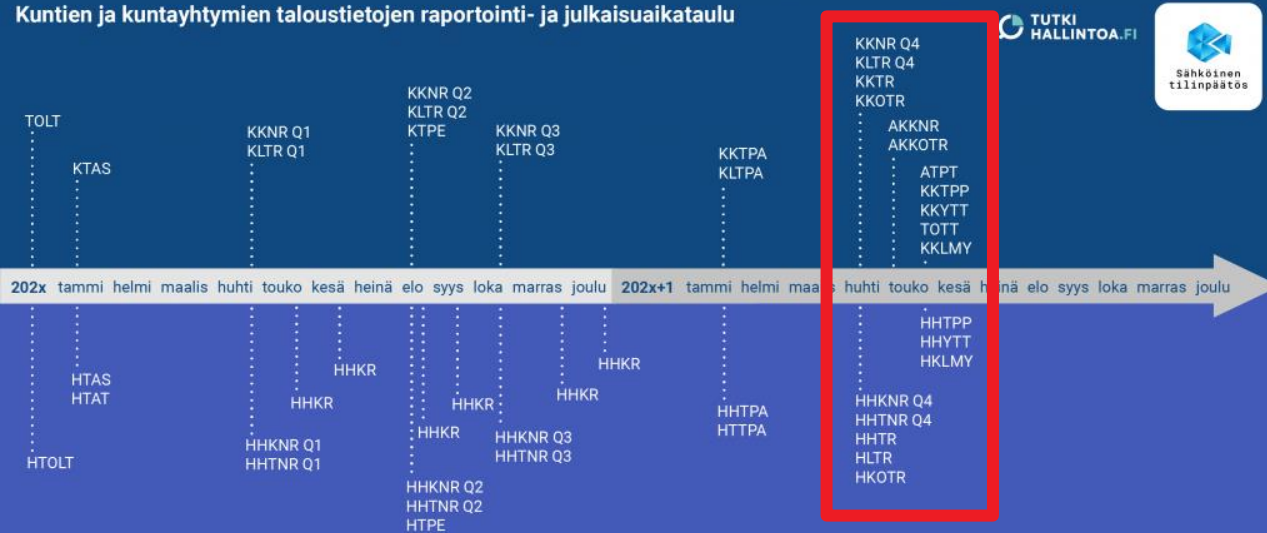 Kuntien ja kuntayhtymien taloustietojen raportointi- ja julkaisuaikataulu
TUTKI
HALLINTOA.FI
Sähköinen
tilinpäätös
TOLT
KTAS
KKNR Q1
KLTR Q1
KKNR Q2
KLTR Q2
KTPE
KKNR Q3
KLTR Q3
KKTPA
KLTPA
KKNR Q4
KLTR Q4
KKTR
KKOTR
AKKNR
AKKOTR
ATPT
KKTPP
KKYTT
TOTT
KKLMY
202x tammi helmi maalis huhti touko kesä heinä elo syys loka marras joulu 202x+1 tammi helmi maalis huhti touko kesä heinä elo syys loka marras joulu
HTOLT
HTAS
HTAT
HHKNR Q1
HHTNR Q1
HHKR
HHKR
HHKNR Q2
HHTNR Q2
HTPE
HHKR
HHKR
HHKNR Q3
HHTNR Q3
HHKR
HHKR
HHTPA
HTTPA
HHKNR Q4
HHTNR Q4
HHTR
HLTR
HKOTR
HHTPP
HHYTT
HKLMY